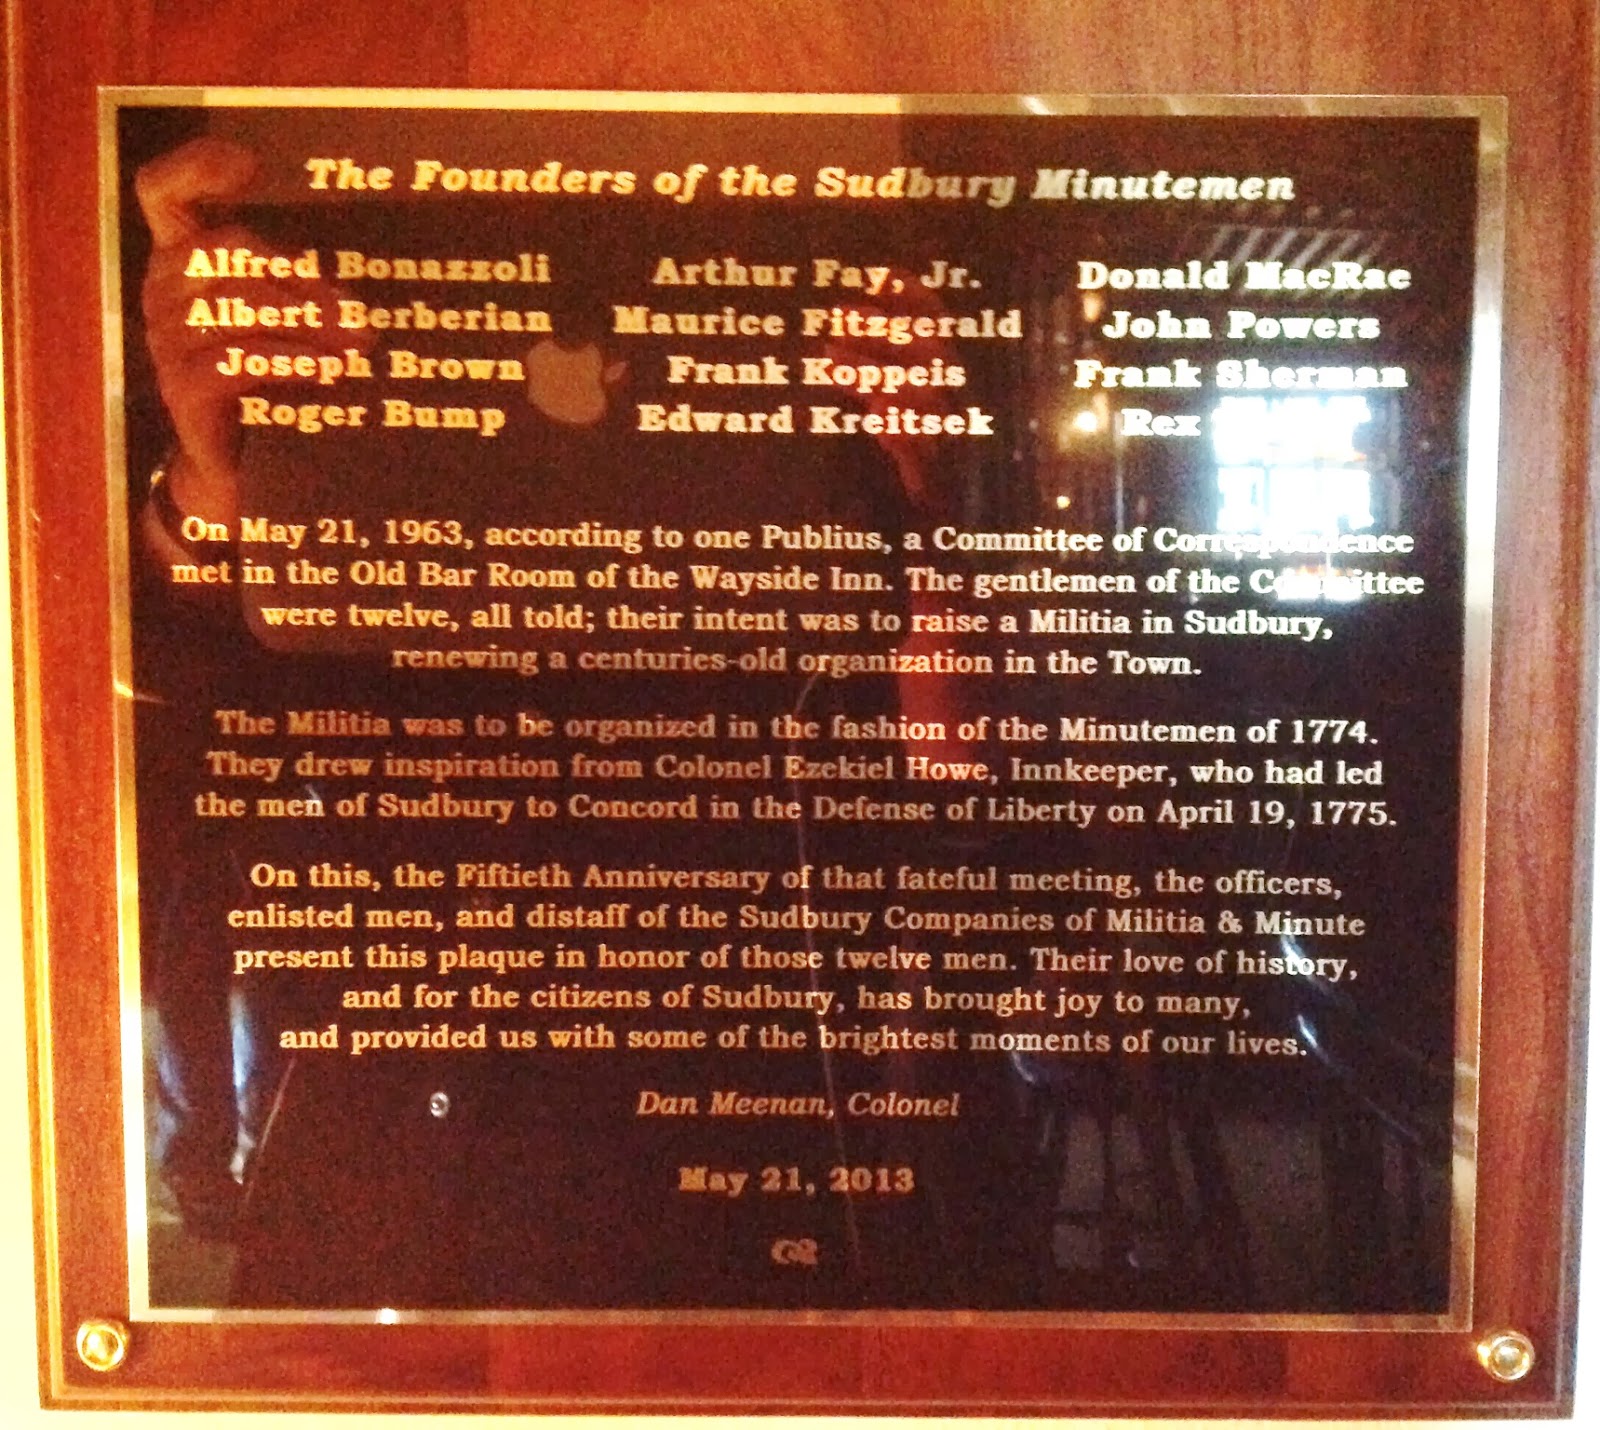 The Founders of the Sudbury Minutemen
Alfred Bonazzoli Arthur Fay, Jr. Donald MacRae
Albert Berberian Maurice Fitzgerald John Powers
Joseph Brown Frank Koppeis Frank Sherman
Roger Bump Edward Kreitsek Rex
On May 21, 1963, according to one Publius, a Committee of Correspondence
met in the Old Bar Room of the Wayside Inn. The gentlemen of the Committee
were twelve, all told; their intent was to raise a Militia in Sudbury,
renewing a centuries-old organization in the Town.
The Militia was to be organized in the fashion of the Minutemen of 1774.
They drew inspiration from Colonel Ezekiel Howe, Innkeeper, who had led
the men of Sudbury to Concord in the Defense of Liberty on April 19, 1775.
On this, the Fiftieth Anniversary of that fateful meeting, the officers,
enlisted men, and distaff of the Sudbury Companies of Militia & Minute
present this plaque in honor of those twelve men. Their love of history,
and for the citizens of Sudbury, has brought joy to many,
and provided us with some of the brightest moments of our lives.
Dan Meenan, Colonel
May 21, 2013